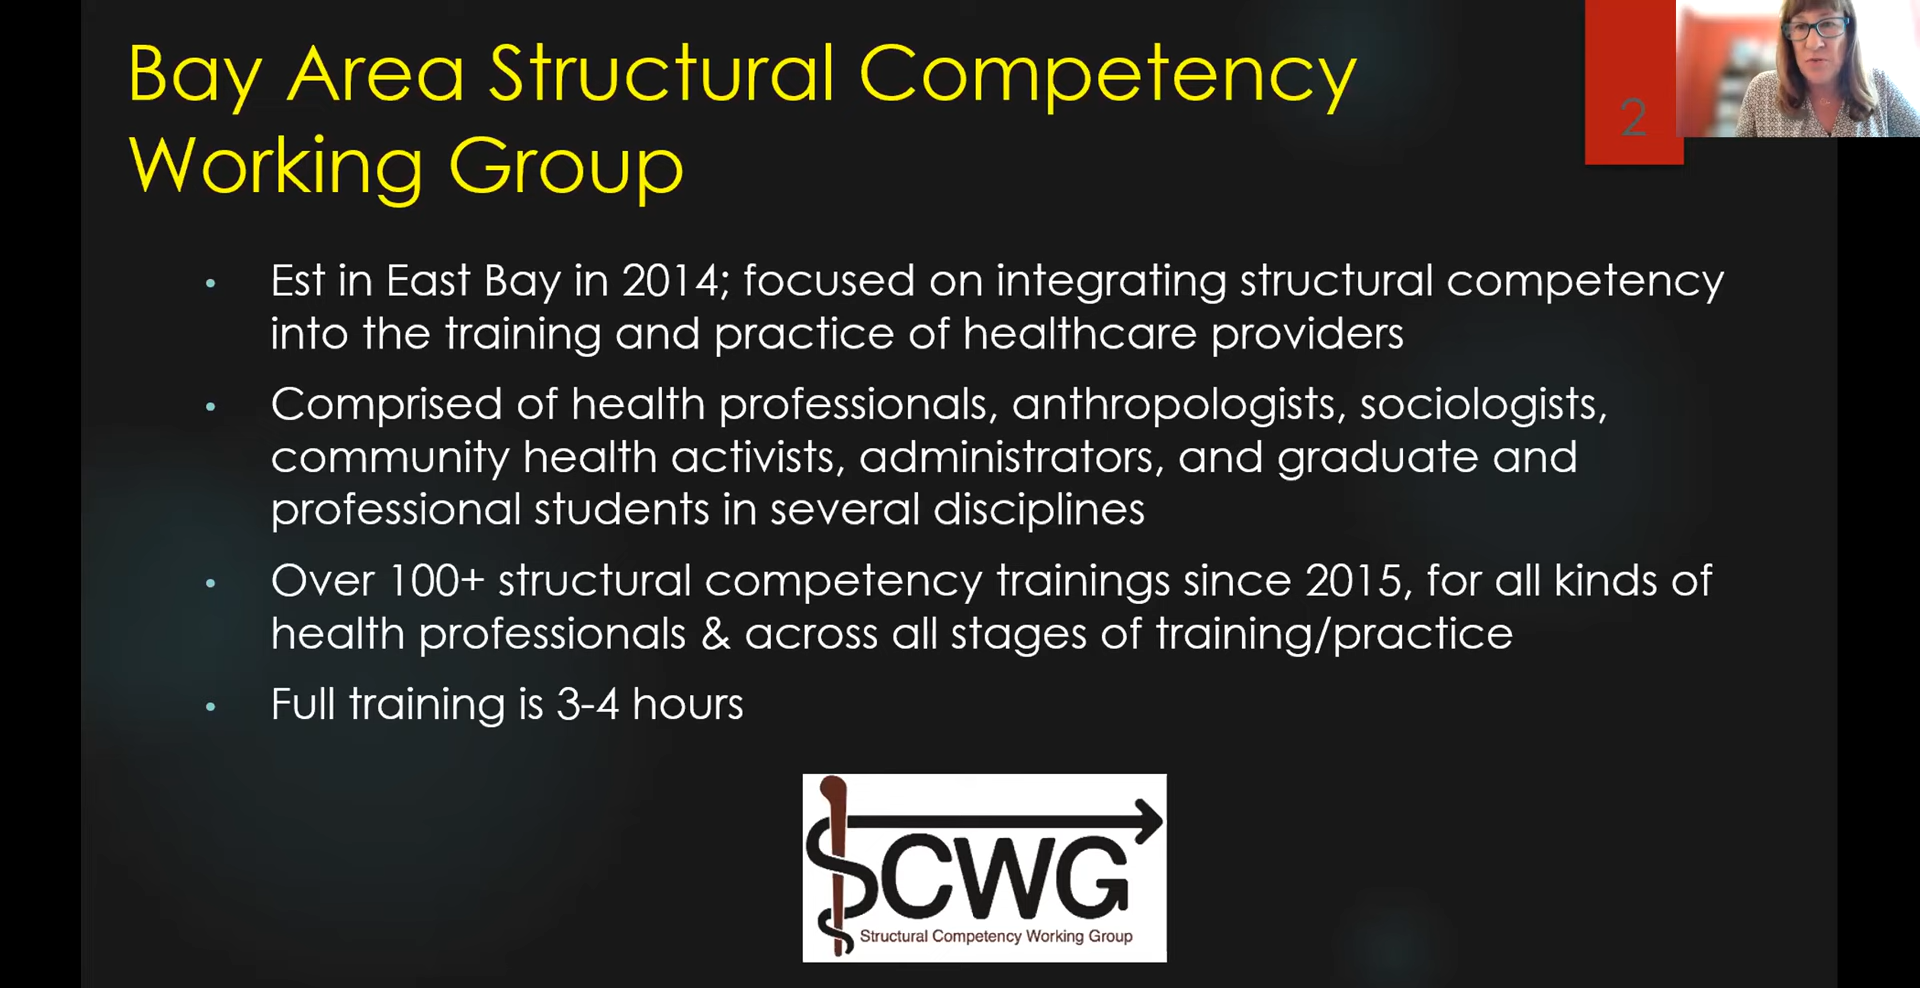 Bay Area Structural Competency
Working Group
2
• Est in East Bay in 2014; focused on integrating structural competency
into the training and practice of healthcare providers
• Comprised of health professionals, anthropologists, sociologists,
community health activists, administrators, and graduate and
professional students in several disciplines
• Over 100+ structural competency trainings since 2015, for all kinds of
health professionals & across all stages of training/practice
• Full training is 3-4 hours
SCWG
Structural Competency Working Group